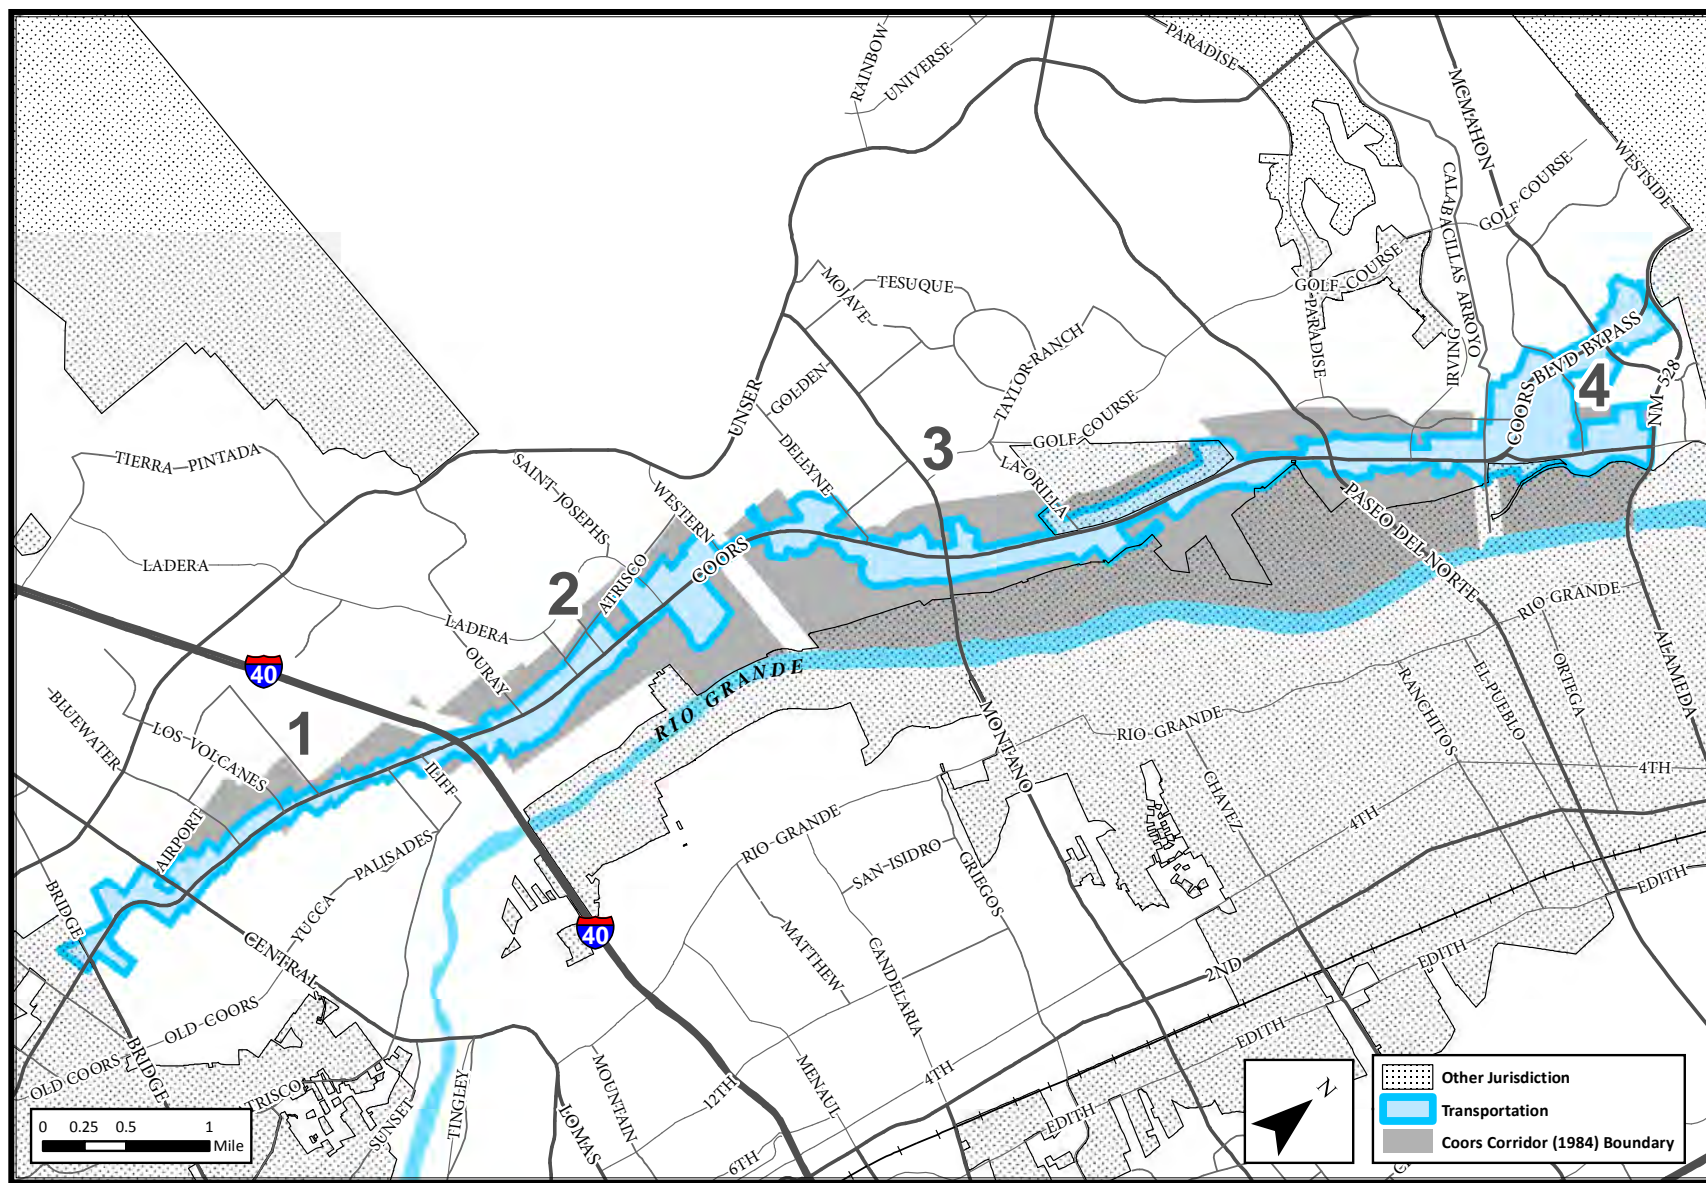 RAINBOW
UNIVERSE
PARADISE
MCMAHON
WESTSIDE
CALABACILLAS ARROYO
GOLF COURSE
GOLF COURSE
PARADISE
IRVING
TESUQUE
MOJAVE
TAYLOR RANCH
GOLDEN
UNSER
DELLYNE
GOLF COURSE
LA ORILLA
COORS BLVD BYPASS
4
NM 528
3
TIERRA PINTADA
SAINT JOSEPHS
WESTERN
COORS
PASEO DEL NORTE
LADERA
2
ATRISCO
LADERA
OURAY
40
RIO GRANDE
RIO GRANDE
ALAMEDA
ORTEGA
EL PUEBLO
RANCHITOS
BLUEWATER
LOS VOLCANES
1
ILIFF
MONTANO
RIO GRANDE
CHAVEZ
4TH
4TH
AIRPORT
PALISADES
RIO GRANDE
SAN ISIDRO
GRIEGOS
EDITH
BRIDGE
YUCCA
CENTRAL
40
MATTHEW
CANDELARIA
2ND
EDITH
OLD COORS
OLD COORS
BRIDGE
EDITH
4TH
TRISCO
SUNSET
TINGLEY
LOMAS
MOUNTAIN
12TH
MENAUL
6TH
EDITH
0 0.25 0.5 1
Mile
N
Other Jurisdiction
Transportation
Coors Corridor (1984) Boundary